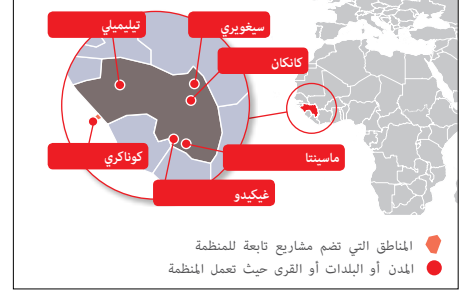 سيغويري
تيليميلي
كانكان
كوناكري
ماسينتا
غيكيدو
المناطق التي تضم مشاريع تابعة للمنظمة
المدن أو البلدات أو القرى حيث تعمل المنظمة